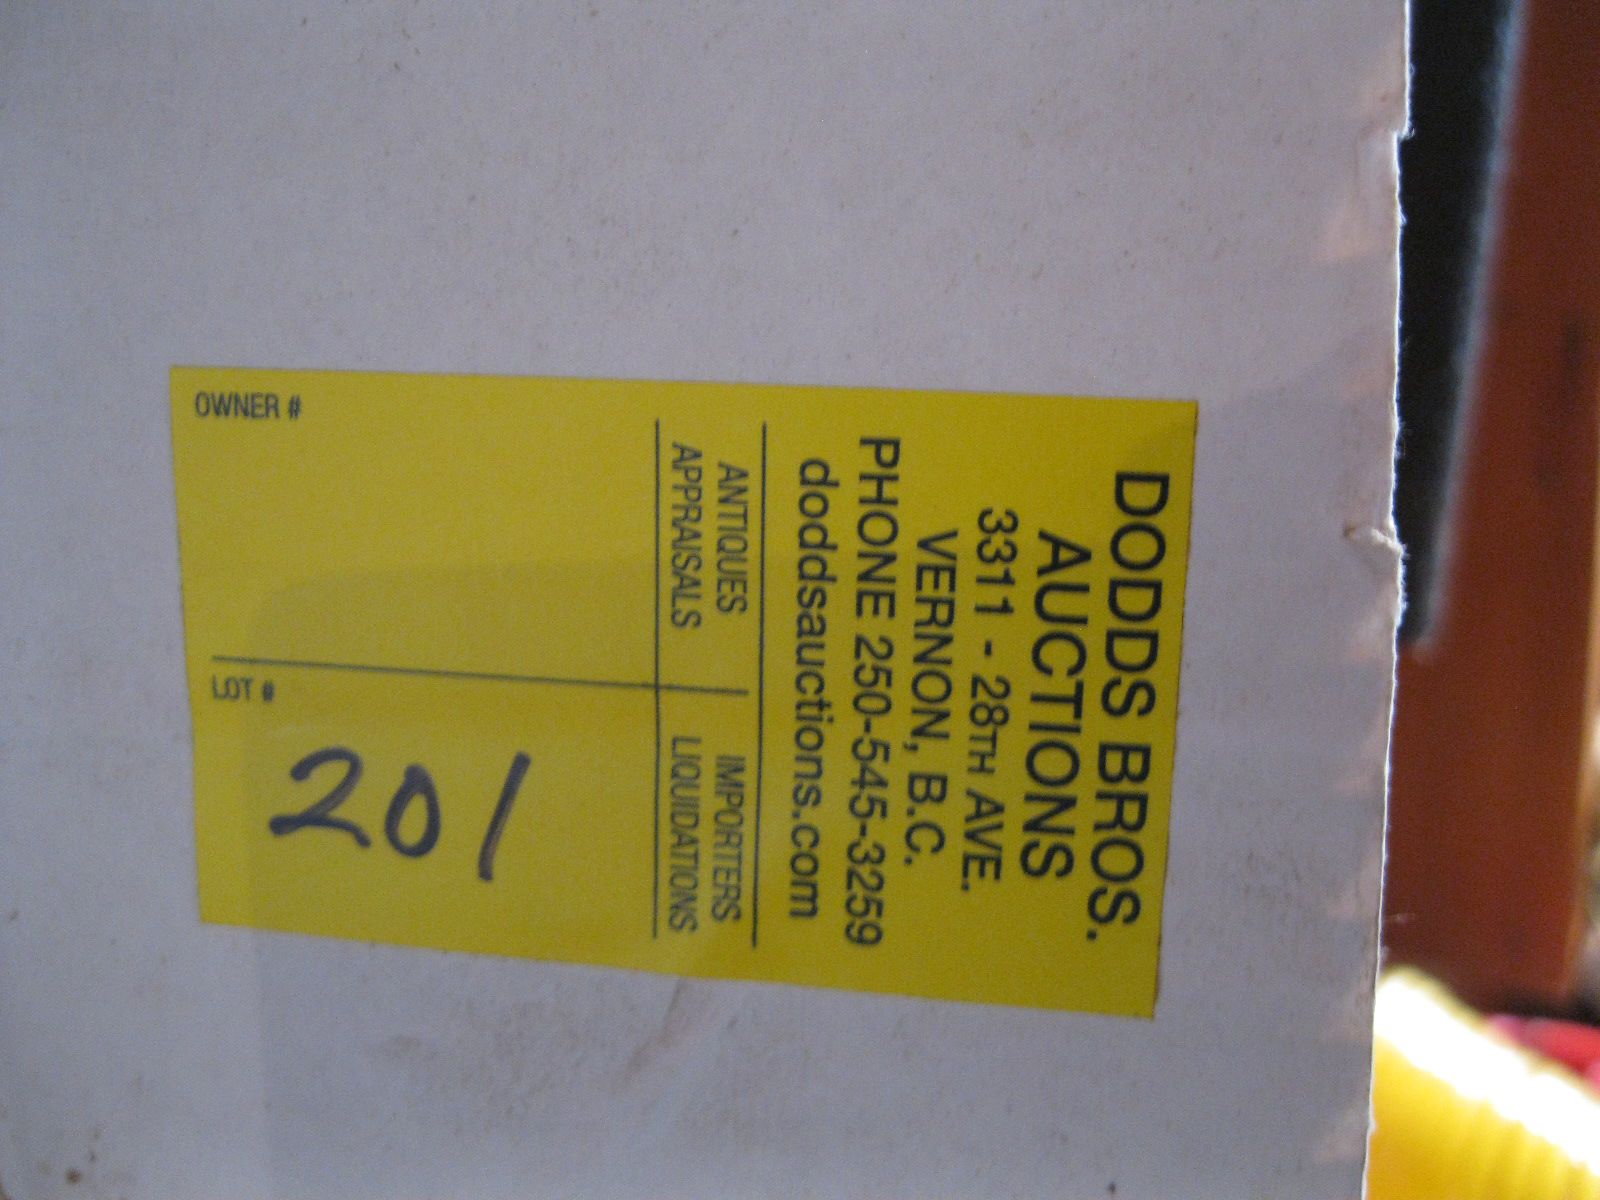 DODDS BROS.
AUCTIONS
3311 - 28TH AVE.
VERNON, B.C.
PHONE 250-545-3259
doddsauctions.com
ANTIQUES
APPRAISALS
IMPORTERS
LIQUIDATIONS
OWNER #
LOT #
201